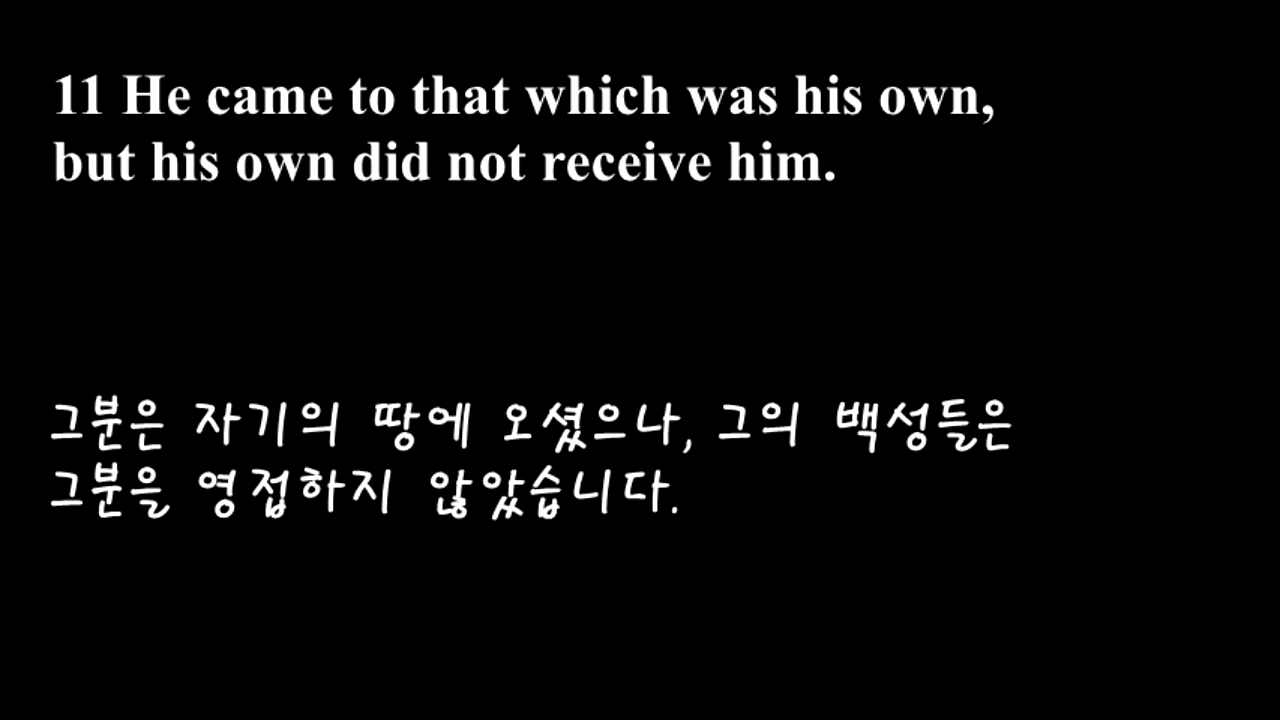 11 He came to that which was his own,
but his own did not receive him.
그분은 자기의 땅에 오셨으나, 그의 백성들은
그분을 영접하지 않았습니다.